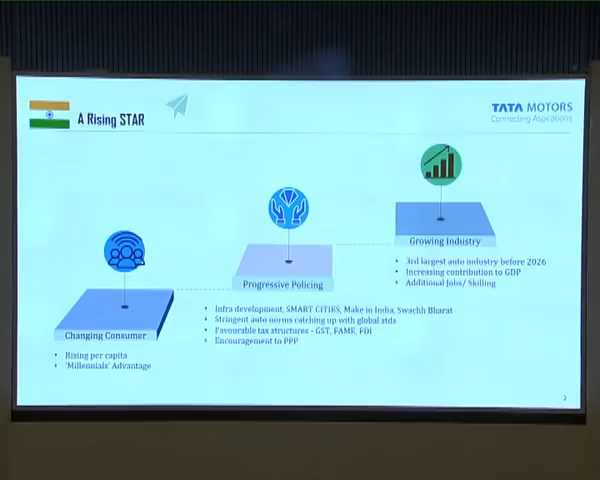 A Rising STAR
TATA MOTORS
Connecting Aspirations
Growing Industry
• 3rd largest auto industry before 2026
• Increasing contribution to GDP
• Additional Jobs/ Skilling
Progressive Policing
• Infra development, SMART CITIES, Make in India, Swachh Bharat
• Stringent auto norms catching up with global stds
• Favourable tax structures - GST, FAME, FDI
• Encouragement to PPP
Changing Consumer
• Rising per capita
• 'Millennials' Advantage
2